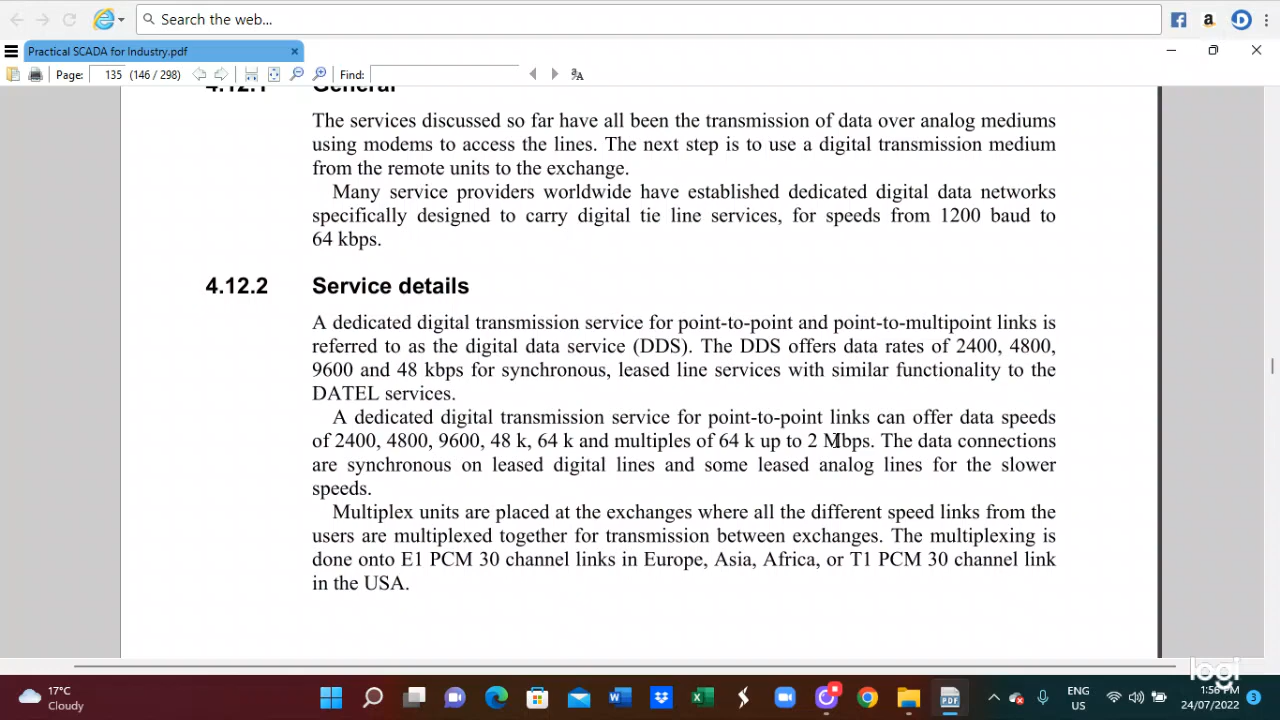 Search the web...
Practical SCADA for Industry.pdf
Page: 135 (146 / 298) Find:
4.12.1 General
The services discussed so far have all been the transmission of data over analog mediums
using modems to access the lines. The next step is to use a digital transmission medium
from the remote units to the exchange.
Many service providers worldwide have established dedicated digital data networks
specifically designed to carry digital tie line services, for speeds from 1200 baud to
64 kbps.
4.12.2 Service details
A dedicated digital transmission service for point-to-point and point-to-multipoint links is
referred to as the digital data service (DDS). The DDS offers data rates of 2400, 4800,
9600 and 48 kbps for synchronous, leased line services with similar functionality to the
DATEL services.
A dedicated digital transmission service for point-to-point links can offer data speeds
of 2400, 4800, 9600, 48 k, 64 k and multiples of 64 k up to 2 Mbps. The data connections
are synchronous on leased digital lines and some leased analog lines for the slower
speeds.
Multiplex units are placed at the exchanges where all the different speed links from the
users are multiplexed together for transmission between exchanges. The multiplexing is
done onto E1 PCM 30 channel links in Europe, Asia, Africa, or T1 PCM 30 channel link
in the USA.
logi
17°C
Cloudy
ENG
US
1:56 PM
24/07/2022
3